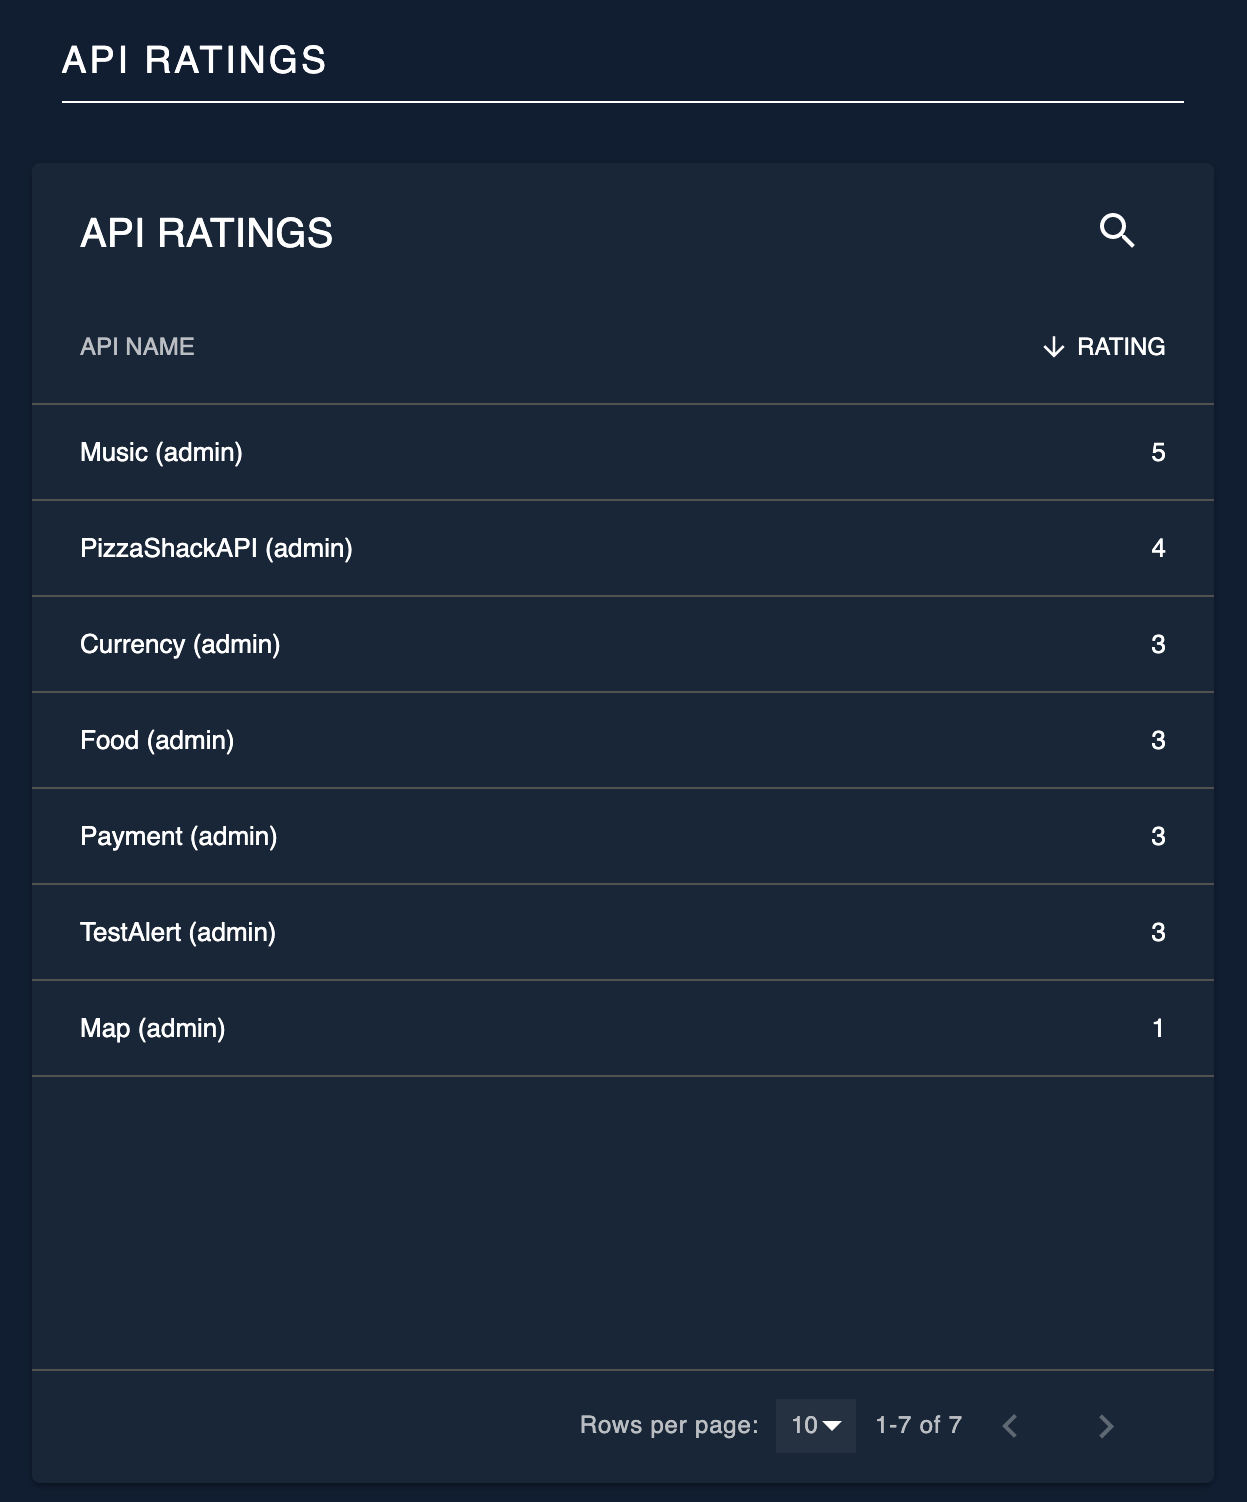 API RATINGS
API RATINGS
API NAME RATING
Music (admin) 5
PizzaShackAPI (admin) 4
Currency (admin) 3
Food (admin) 3
Payment (admin) 3
TestAlert (admin) 3
Map (admin) 1
Rows per page: 10 1-7 of 7